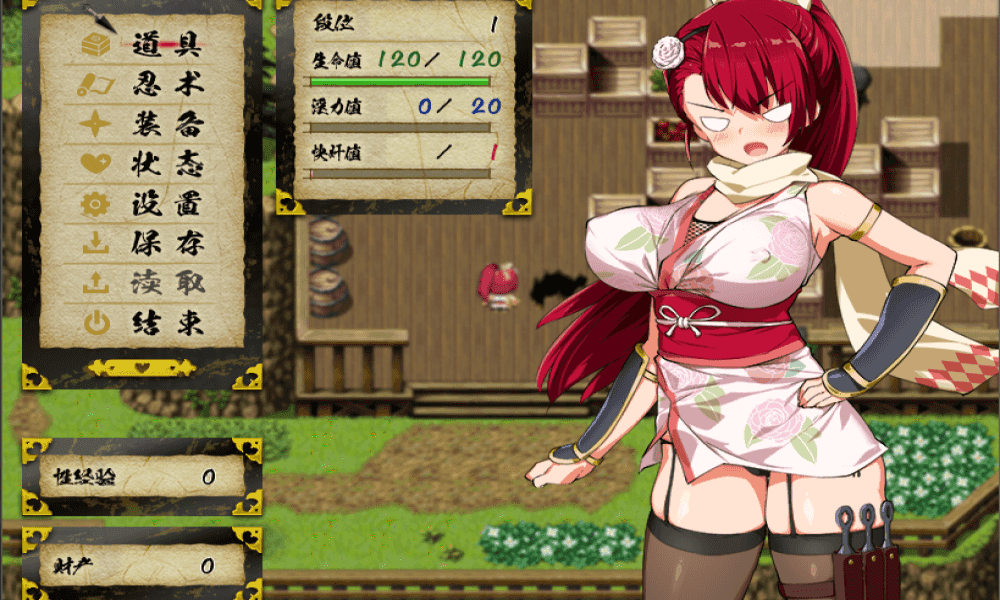 道具
忍术
装备
状态
设置
保存
读取
结束
段位 1
生命值 120/ 120
淫力值 0/ 20
快奸值 / 1
性经验 0
财产 0